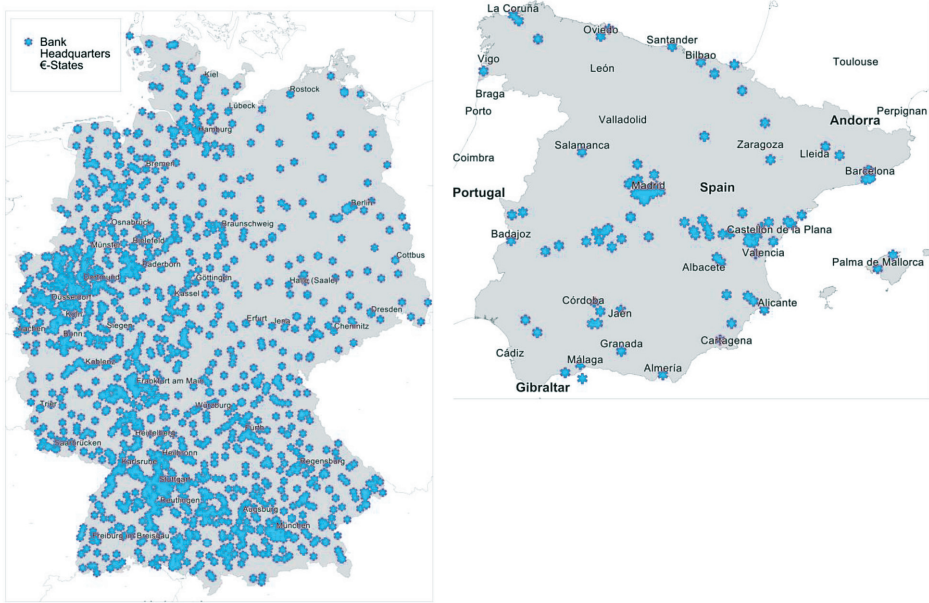 Bank
Headquarters
€-States
Kiel
Rostock
Lübeck
Hamburg
Bremen
Berlin
Osnabrück
Braunschweig
Münster
Bielefeld
Cottbus
Paderborn
Dortmund
Göttingen
Halle (Saale)
Düsseldorf
Kassel
Dresden
Köln
Erfurt
Jena
Aachen
Siegen
Chemnitz
Bonn
Koblenz
Frankfurt am Main
Trier
Würzburg
Fürth
Heidelberg
Saarbrücken
Heilbronn
Karlsruhe
Regensburg
Stuttgart
Reutlingen
Augsburg
München
Freiburg im Breisgau
La Coruña
Oviedo
Santander
Bilbao
Vigo
León
Toulouse
Braga
Porto
Valladolid
Andorra
Perpignan
Salamanca
Zaragoza
Lleida
Coimbra
Barcelona
Madrid
Spain
Portugal
Badajoz
Castellón de la Plana
Valencia
Palma de Mallorca
Albacete
Córdoba
Jaén
Alicante
Cádiz
Granada
Cartagena
Málaga
Almería
Gibraltar